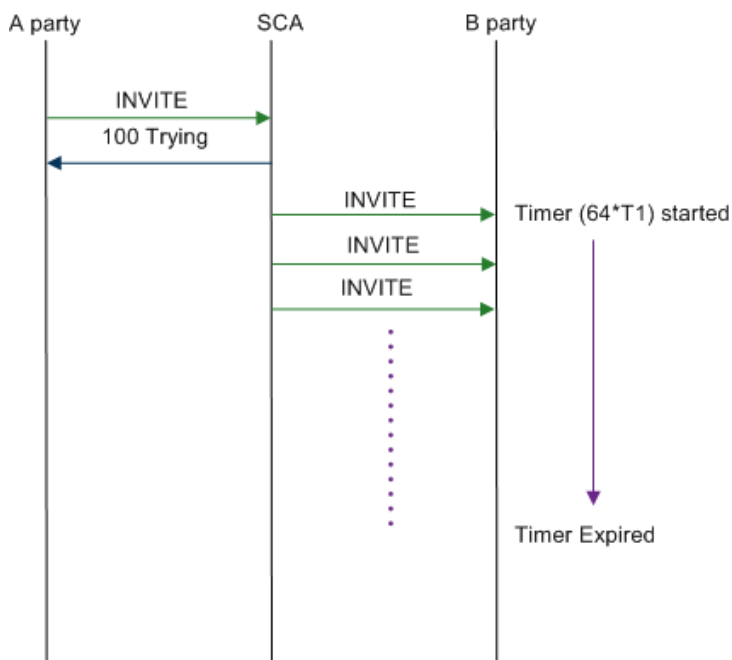 A party
SCA
B party
INVITE
100 Trying
INVITE
Timer (64*T1) started
INVITE
INVITE
Timer Expired